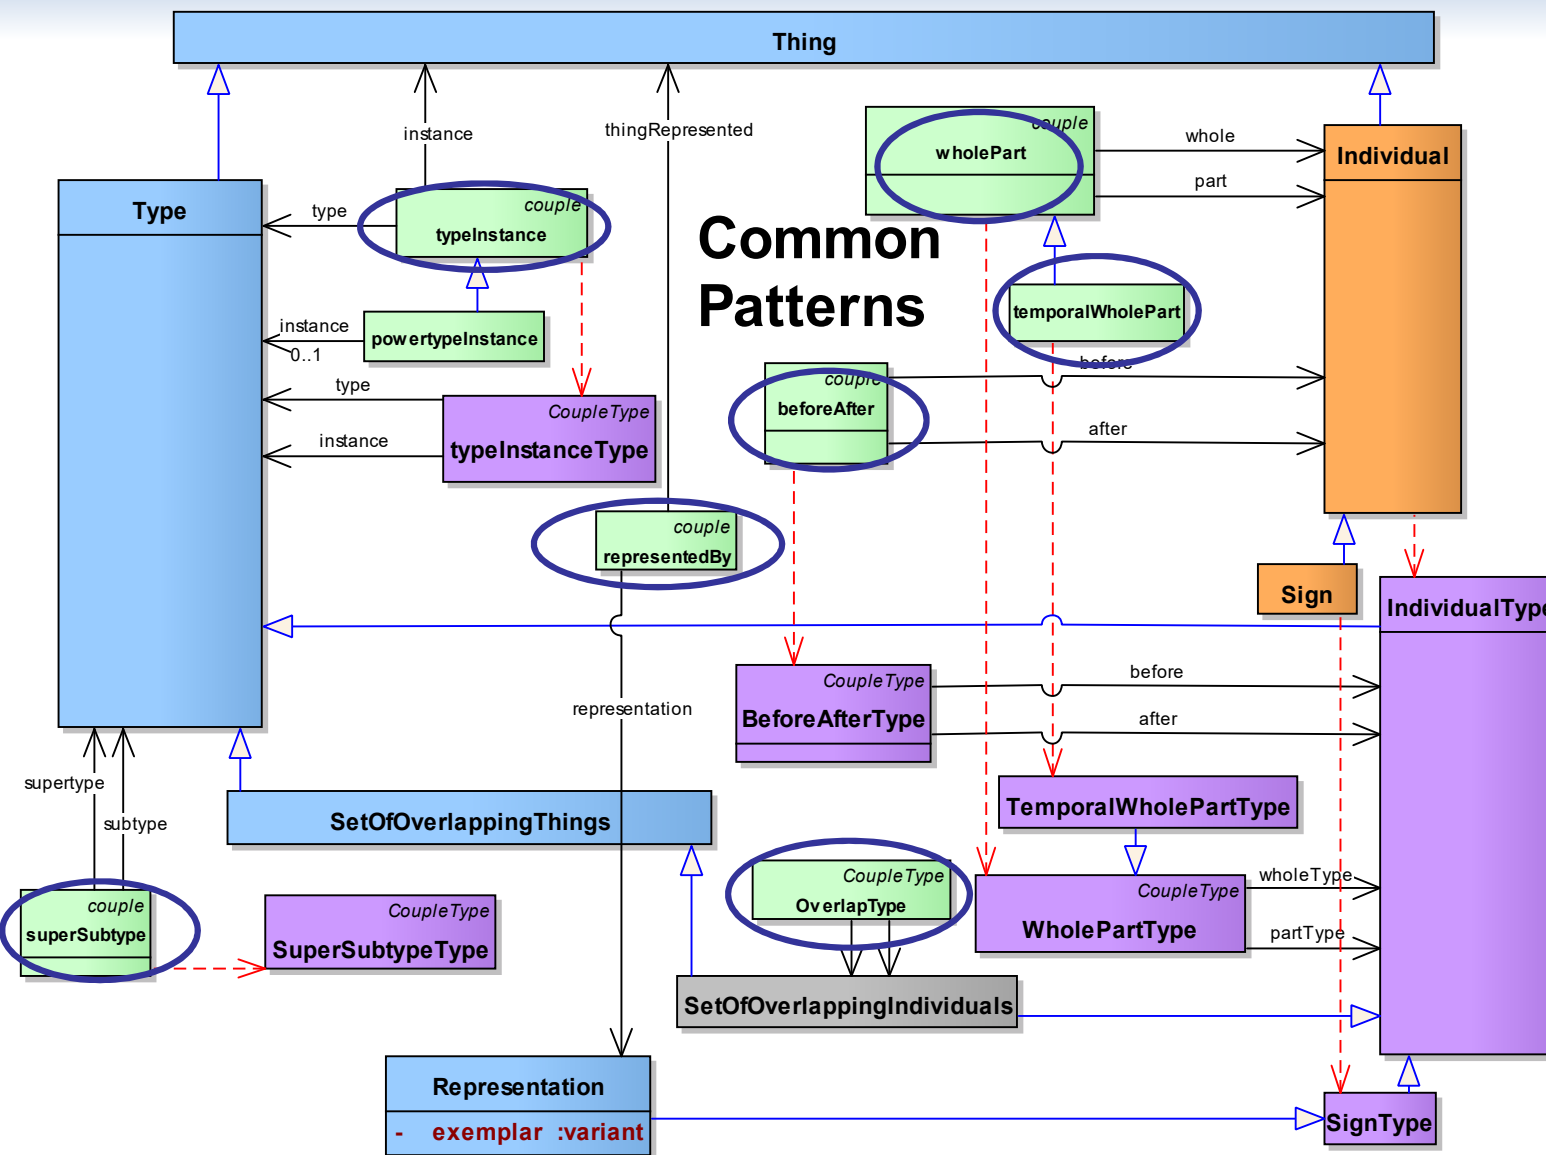 Thing
instance
thingRepresented
couple
wholePart
whole
part
Individual
Type
type
couple
typeInstance
Common
Patterns
temporalWholePart
instance
0..1
powertypeInstance
before
couple
beforeAfter
type
CoupleType
typeInstanceType
instance
after
couple
representedBy
Sign
IndividualType
CoupleType
BeforeAfterType
before
after
representation
supertype
subtype
SetOfOverlappingThings
TemporalWholePartType
CoupleType
OverlapType
CoupleType
WholePartType
wholeType
partType
couple
superSubtype
CoupleType
SuperSubtypeType
SetOfOverlappingIndividuals
Representation
- exemplar :variant
SignType